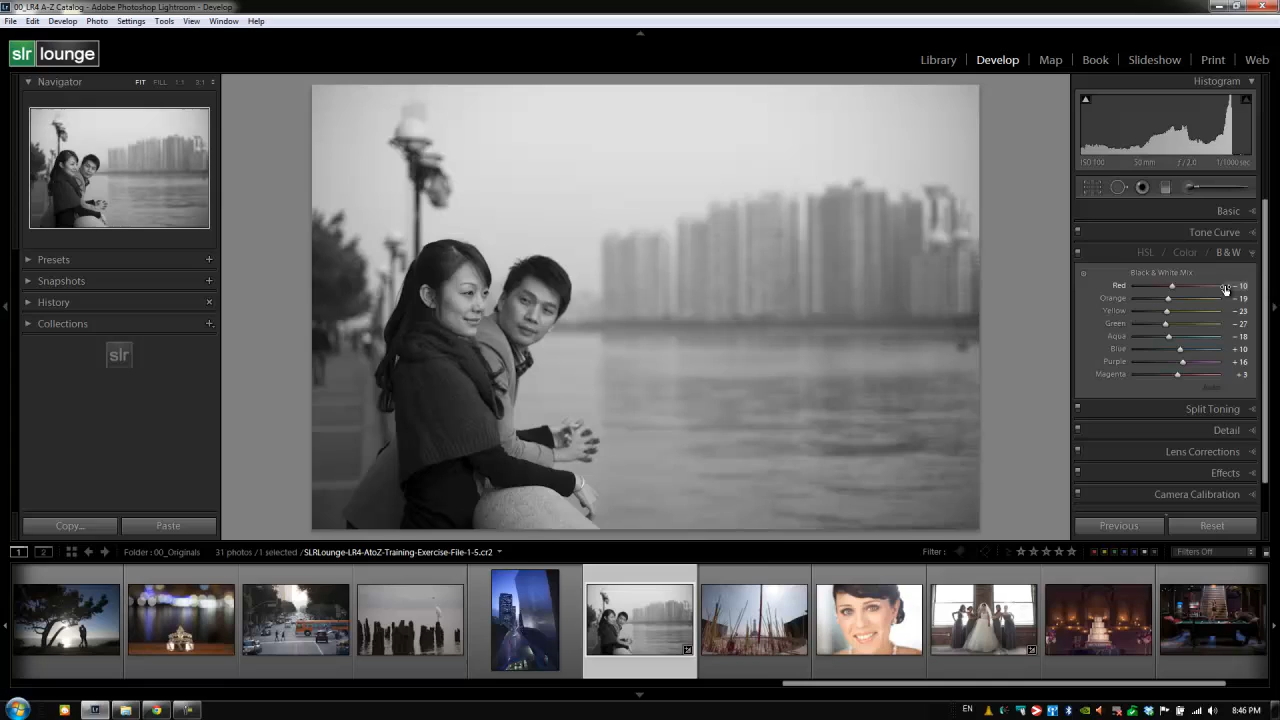 00_LR4 A-Z Catalog - Adobe Photoshop Lightroom - Develop
File Edit Develop Photo Settings Tools View Window Help
slr lounge
Library Develop Map Book Slideshow Print Web
Navigator FIT FILL 1:1 3:1
Histogram
ISO 100 50 mm ƒ / 2.0 1/1000 sec
Basic
Tone Curve
HSL / Color / B & W
Black & White Mix
Red - 10
Orange - 19
Yellow - 23
Green - 27
Aqua - 18
Blue + 10
Purple + 16
Magenta + 3
Auto
Split Toning
Detail
Lens Corrections
Effects
Camera Calibration
Presets
Snapshots
History
Collections
slr
Copy... Paste
Previous Reset
1 2 Folder : 00_Originals 31 photos / 1 selected / SLRLounge-LR4-AtoZ-Training-Exercise-File-1-5.cr2 Filter : Filters Off
EN 8:46 PM